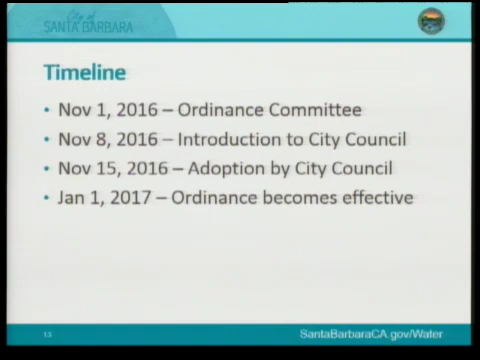 City of
SANTA BARBARA
Timeline
• Nov 1, 2016 – Ordinance Committee
• Nov 8, 2016 – Introduction to City Council
• Nov 15, 2016 – Adoption by City Council
• Jan 1, 2017 – Ordinance becomes effective
13
SantaBarbaraCA.gov/Water